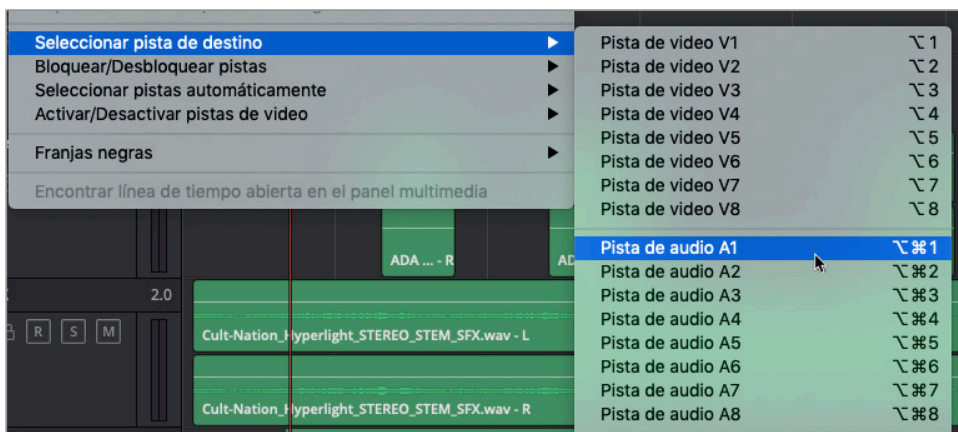 Seleccionar pista de destino
Bloquear/Desbloquear pistas
Seleccionar pistas automáticamente
Activar/Desactivar pistas de video
Franjas negras
Encontrar línea de tiempo abierta en el panel multimedia
Pista de video V1 ⌥1
Pista de video V2 ⌥2
Pista de video V3 ⌥3
Pista de video V4 ⌥4
Pista de video V5 ⌥5
Pista de video V6 ⌥6
Pista de video V7 ⌥7
Pista de video V8 ⌥8
Pista de audio A1 ⌥⌘1
Pista de audio A2 ⌥⌘2
Pista de audio A3 ⌥⌘3
Pista de audio A4 ⌥⌘4
Pista de audio A5 ⌥⌘5
Pista de audio A6 ⌥⌘6
Pista de audio A7 ⌥⌘7
Pista de audio A8 ⌥⌘8
ADA ... - R
AD
2.0
R S M
Cult-Nation_Hyperlight_STEREO_STEM_SFX.wav - L
Cult-Nation_Hyperlight_STEREO_STEM_SFX.wav - R